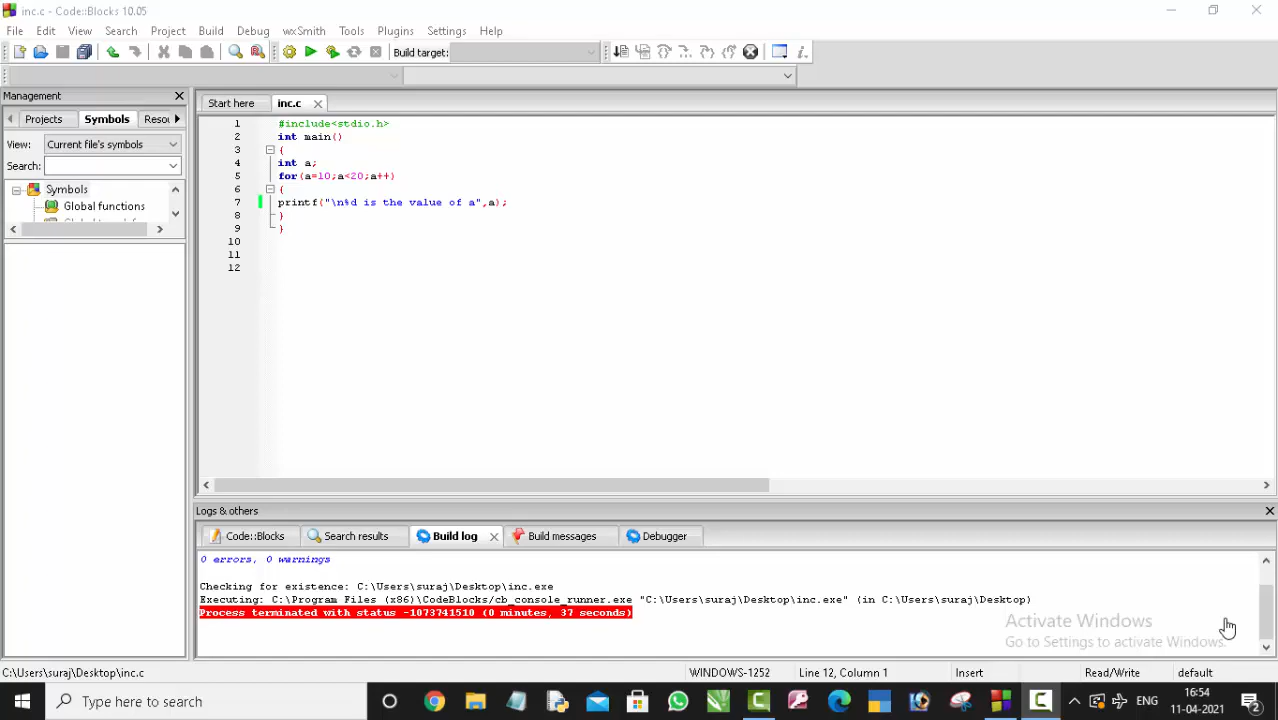 inc.c - Code::Blocks 10.05
File Edit View Search Project Build Debug wxSmith Tools Plugins Settings Help
Build target:
Management
Projects Symbols Resou
View: Current file's symbols
Search:
Symbols
Global functions
Start here inc.c
1 #include<stdio.h>
2 int main()
3 {
4 int a;
5 for(a=10;a<20;a++)
6 {
7 printf("\n%d is the value of a",a);
8 }
9 }
10
11
12
Logs & others
Code::Blocks Search results Build log Build messages Debugger
0 errors, 0 warnings
Checking for existence: C:\Users\suraj\Desktop\inc.exe
Executing: C:\Program Files (x86)\CodeBlocks/cb_console_runner.exe "C:\Users\suraj\Desktop\inc.exe" (in C:\Users\suraj\Desktop)
Process terminated with status -1073741510 (0 minutes, 37 seconds)
Activate Windows
Go to Settings to activate Windows.
C:\Users\suraj\Desktop\inc.c WINDOWS-1252 Line 12, Column 1 Insert Read/Write default
Type here to search
ENG
16:54
11-04-2021
2